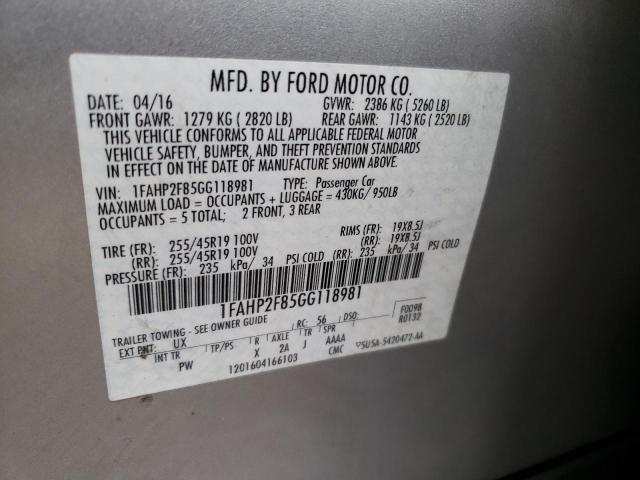 MFD. BY FORD MOTOR CO.
DATE: 04/16 GVWR: 2386 KG ( 5260 LB)
FRONT GAWR: 1279 KG ( 2820 LB) REAR GAWR: 1143 KG ( 2520 LB)
THIS VEHICLE CONFORMS TO ALL APPLICABLE FEDERAL MOTOR
VEHICLE SAFETY, BUMPER, AND THEFT PREVENTION STANDARDS
IN EFFECT ON THE DATE OF MANUFACTURE SHOWN ABOVE.
VIN: 1FAHP2F85GG118981 TYPE: Passenger Car
MAXIMUM LOAD = OCCUPANTS + LUGGAGE = 430KG/ 950LB
OCCUPANTS = 5 TOTAL; 2 FRONT, 3 REAR
TIRE (FR): 255/45R19 100V RIMS (FR): 19X8.5J
(RR): 255/45R19 100V (RR): 19X8.5J
PRESSURE (FR): 235 kPa/ 34 PSI COLD (RR): 235 kPa/ 34 PSI COLD
1FAHP2F85GG118981
TRAILER TOWING - SEE OWNER GUIDE RC: 56 DSO: F0098
R0132
EXT PNT: UX R AXLE TR SPR
INT TR TP/PS X 2A J AAAA
PW 1201604166103 CMC ▽5U5A-5420472-AA